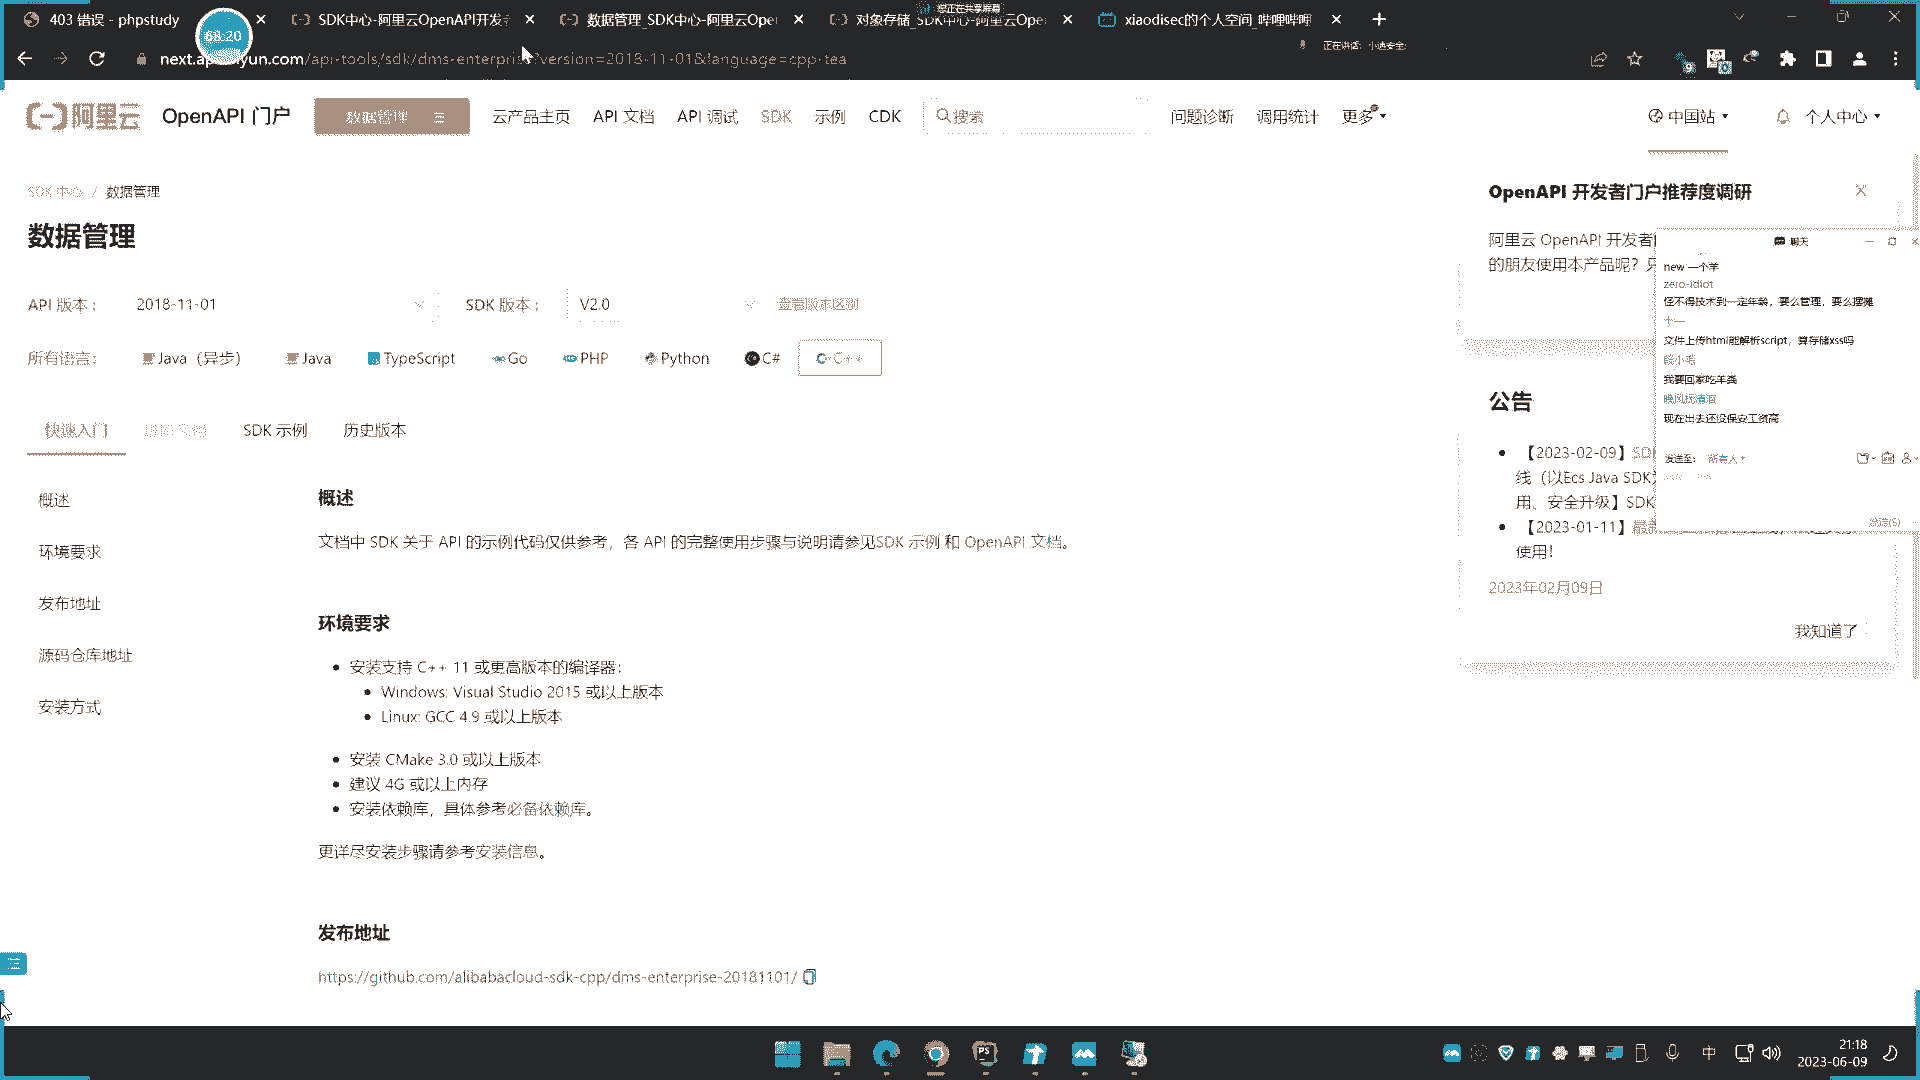 403 错误 - phpstudy
68:20
SDK中心-阿里云OpenAPI开发
数据管理_SDK中心-阿里云Ope
对象存储_SDK中心-阿里云Ope
xiaodisec的个人空间_哔哩哔哩
您正在共享屏幕
正在讲话: 小迪安全;
/api-tools/sdk/dms-enterprise?version=2018-11-01&language=cpp-tea
阿里云
OpenAPI 门户
数据管理
云产品主页
API 文档
API 调试
SDK
示例
CDK
搜索
问题诊断
调用统计
更多
中国站
个人中心
SDK 中心 / 数据管理
数据管理
API 版本：
2018-11-01
SDK 版本：
V2.0
查看版本区别
所有语言：
Java（异步）
Java
TypeScript
Go
PHP
Python
C#
C++
快速入门
SDK 示例
历史版本
概述
环境要求
发布地址
源码仓库地址
安装方式
概述
文档中 SDK 关于 API 的示例代码仅供参考，各 API 的完整使用步骤与说明请参见SDK 示例 和 OpenAPI 文档。
环境要求
安装支持 C++ 11 或更高版本的编译器：
Windows: Visual Studio 2015 或以上版本
Linux: GCC 4.9 或以上版本
安装 CMake 3.0 或以上版本
建议 4G 或以上内存
安装依赖库，具体参考必备依赖库。
更详尽安装步骤请参考安装信息。
发布地址
https://github.com/alibabacloud-sdk-cpp/dms-enterprise-20181101/
OpenAPI 开发者门户推荐度调研
阿里云 OpenAPI 开发者
的朋友使用本产品呢？
公告
【2023-02-09】SD
线（以Ecs Java SDK
用、安全升级】SDK
【2023-01-11】最
使用！
2023年02月09日
我知道了
聊天
new 一个羊
zero-idiot
怪不得技术到一定年龄，要么管理，要么摆摊
十一
文件上传html能解析script，算存储xss吗
我要回家吃羊粪
晚风抚清酒
现在出去还没保安工资高
发送至:
所有人
发送(S)
中
21:18
2023-06-09